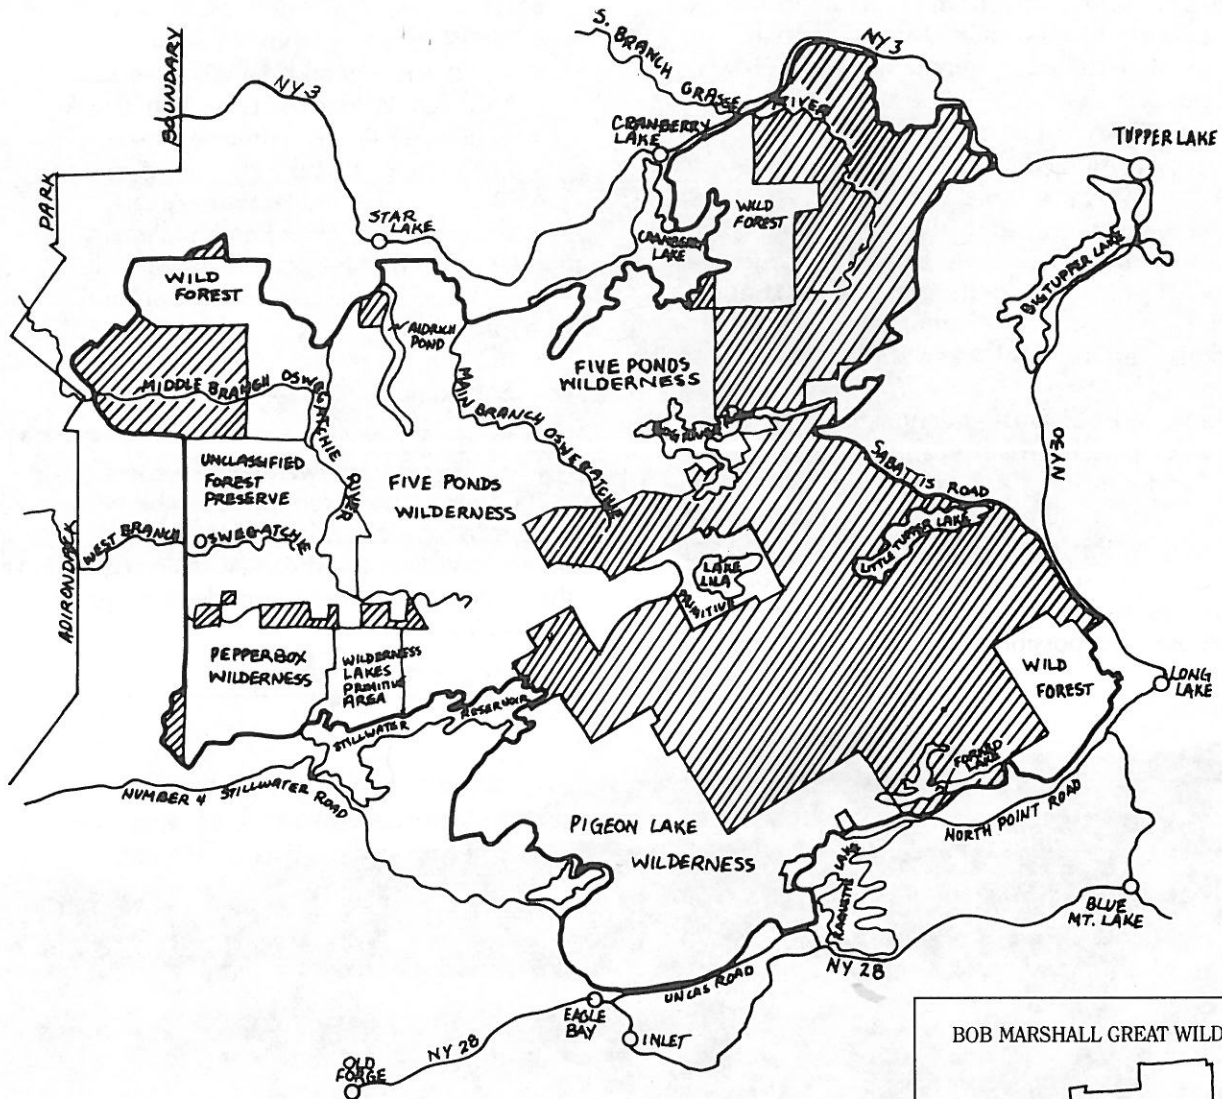 S. BRANCH GRASSE RIVER
NY 3
BOUNDARY
NY 3
CRANBERRY
LAKE
TUPPER LAKE
PARK
STAR
LAKE
WILD
FOREST
CRANBERRY
LAKE
BIG TUPPER LAKE
WILD
FOREST
ALDRICH
POND
FIVE PONDS
WILDERNESS
MIDDLE BRANCH OSWEGATCHIE RIVER
MAIN BRANCH OSWEGATCHIE
NY 30
SABATTIS ROAD
UNCLASSIFIED
FOREST
PRESERVE
FIVE PONDS
WILDERNESS
WEST BRANCH OSWEGATCHIE
LITTLE TUPPER LAKE
LAKE
LILA
PRIMITIVE
ADIRONDACK
PEPPERBOX
WILDERNESS
WILDERNESS
LAKES
PRIMITIVE
AREA
WILD
FOREST
LONG
LAKE
STILLWATER RESERVOIR
FORKED
LAKE
NUMBER 4 STILLWATER ROAD
NORTH POINT ROAD
PIGEON LAKE
WILDERNESS
RAQUETTE LAKE
BLUE
MT. LAKE
NY 28
UNCAS ROAD
EAGLE
BAY
INLET
NY 28
OLD
FORGE
BOB MARSHALL GREAT WILD